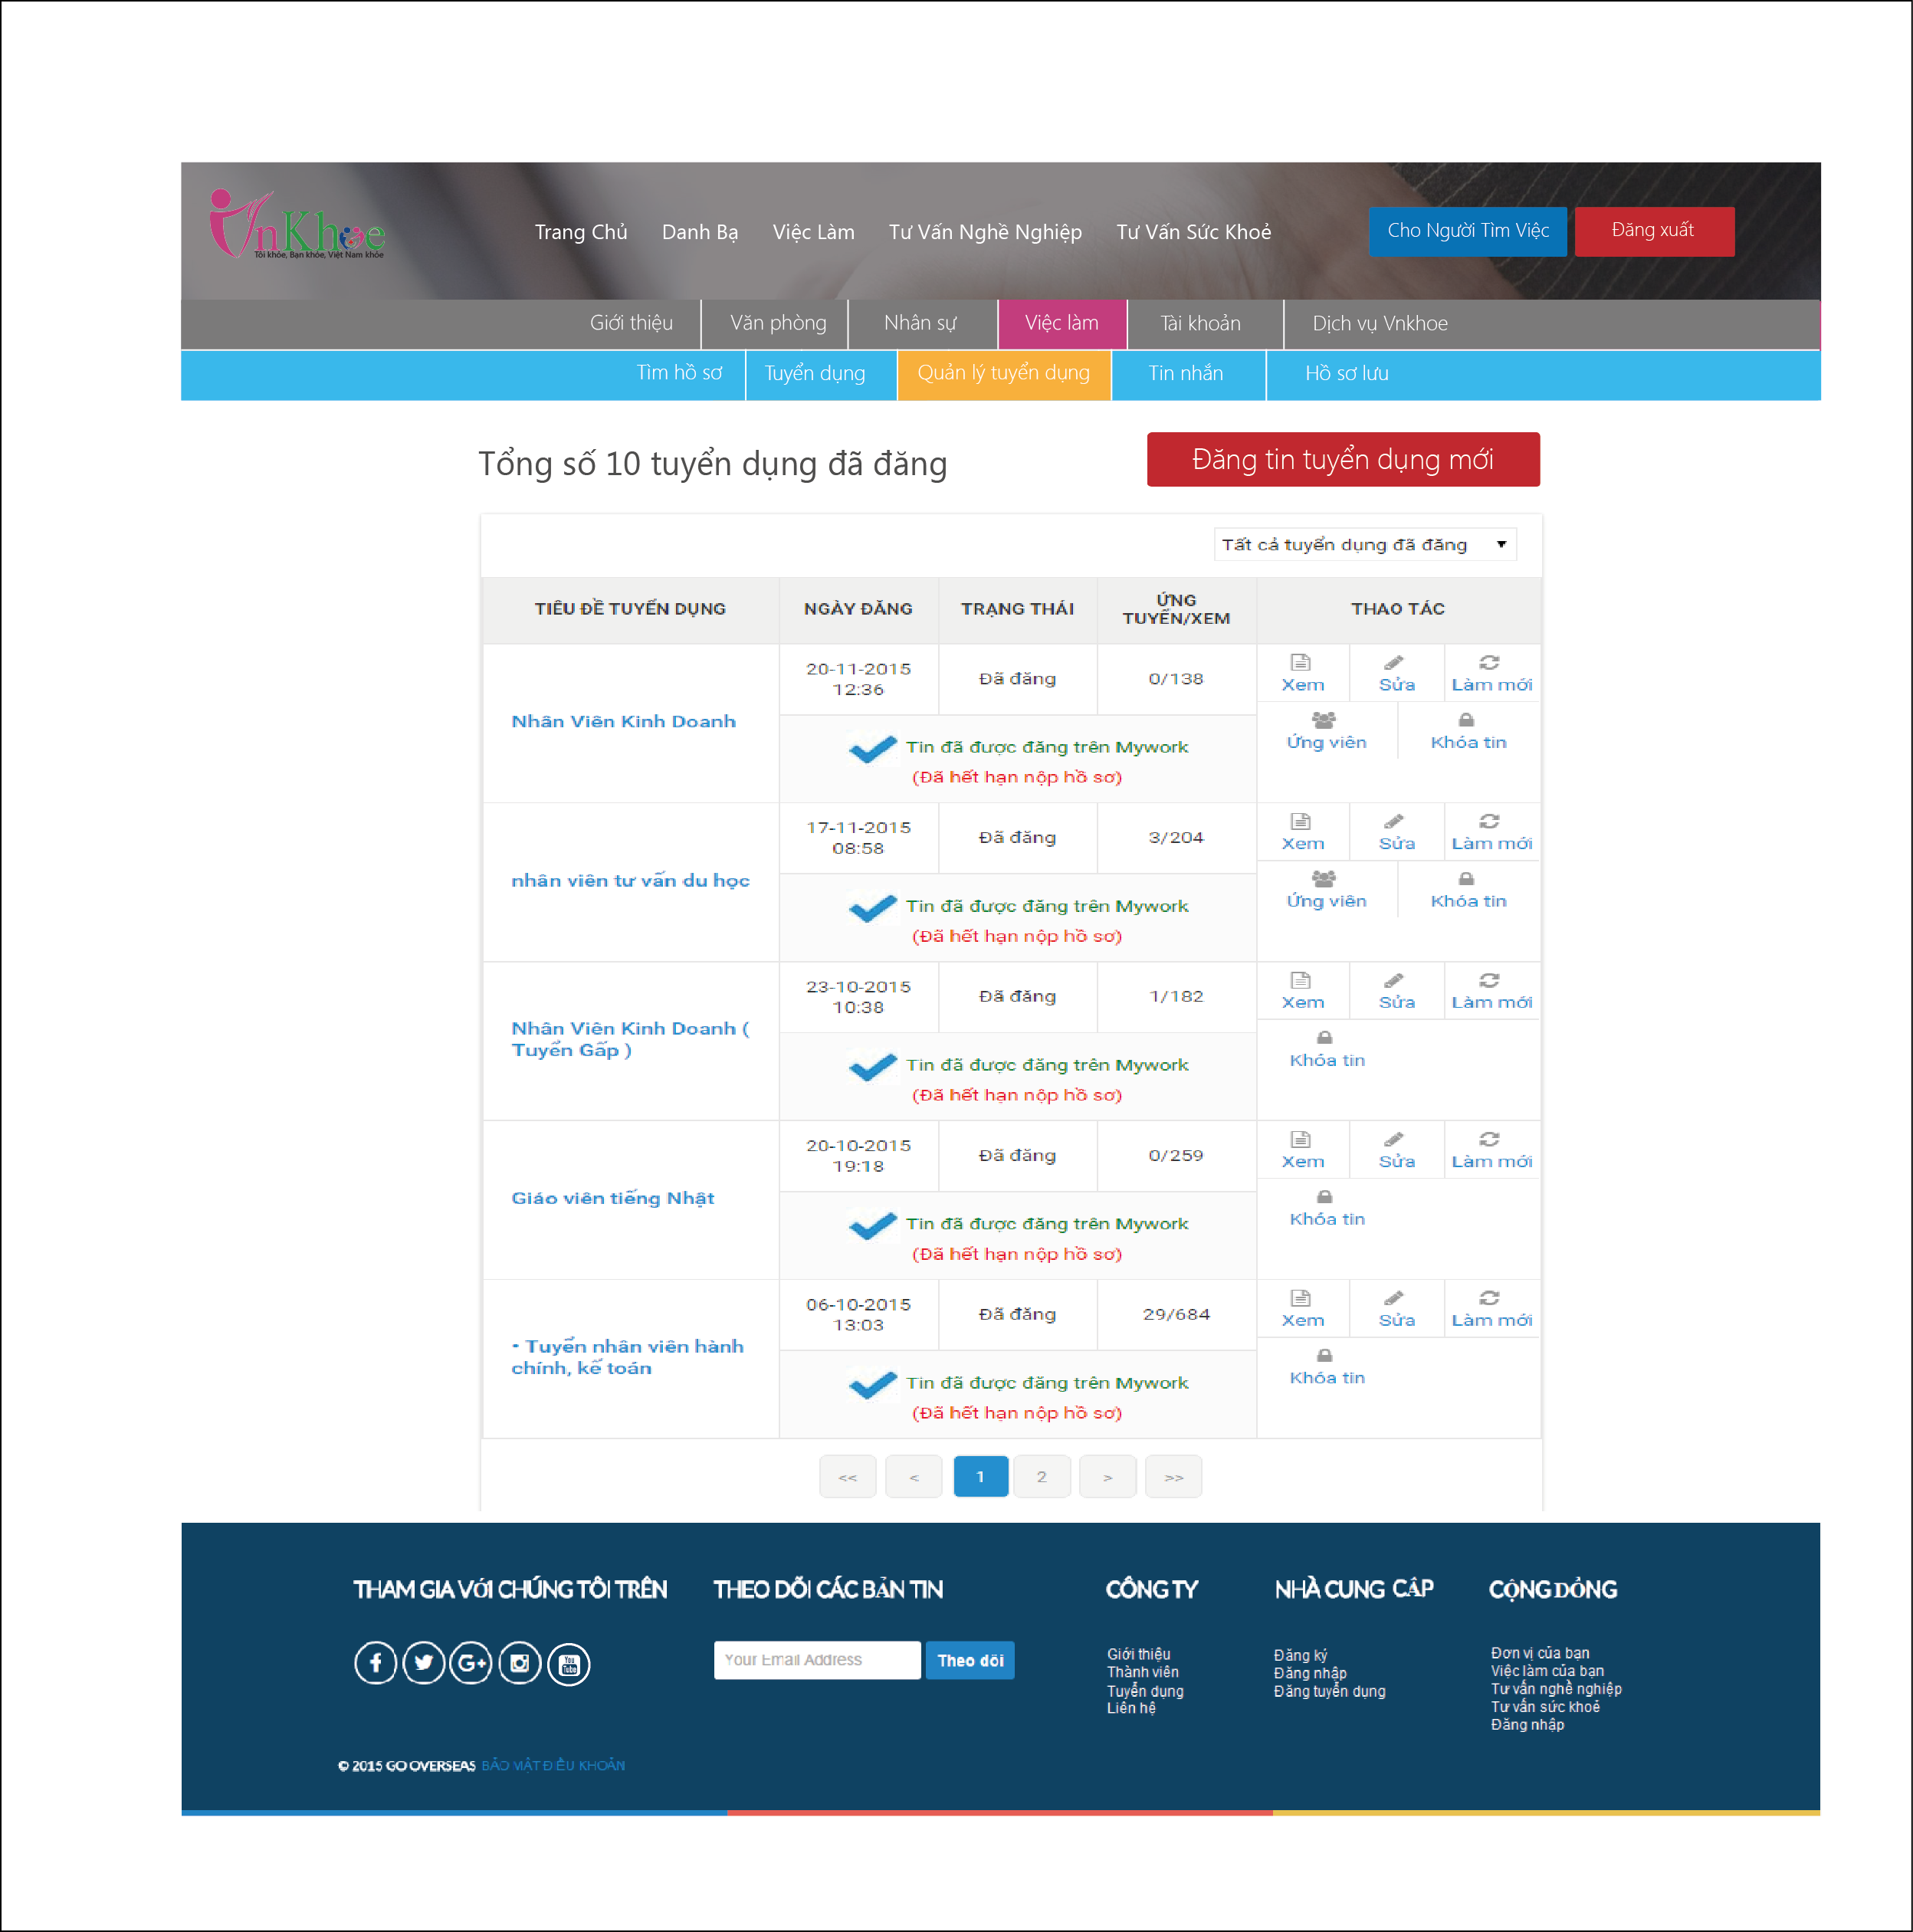 VnKhoe
Tôi khỏe, Bạn khỏe, Việt Nam khỏe
Trang Chủ Danh Bạ Việc Làm Tư Vấn Nghề Nghiệp Tư Vấn Sức Khoẻ
Cho Người Tìm Việc Đăng xuất
Giới thiệu Văn phòng Nhân sự Việc làm Tài khoản Dịch vụ Vnkhoe
Tìm hồ sơ Tuyển dụng Quản lý tuyển dụng Tin nhắn Hồ sơ lưu
Tổng số 10 tuyển dụng đã đăng
Đăng tin tuyển dụng mới
Tất cả tuyển dụng đã đăng
TIÊU ĐỀ TUYỂN DỤNG NGÀY ĐĂNG TRẠNG THÁI ỨNG TUYỂN/XEM THAO TÁC
Nhân Viên Kinh Doanh
20-11-2015
12:36
Đã đăng
0/138
Tin đã được đăng trên Mywork
(Đã hết hạn nộp hồ sơ)
Xem Sửa Làm mới
Ứng viên Khóa tin
nhân viên tư vấn du học
17-11-2015
08:58
Đã đăng
3/204
Tin đã được đăng trên Mywork
(Đã hết hạn nộp hồ sơ)
Xem Sửa Làm mới
Ứng viên Khóa tin
Nhân Viên Kinh Doanh (
Tuyển Gấp )
23-10-2015
10:38
Đã đăng
1/182
Tin đã được đăng trên Mywork
(Đã hết hạn nộp hồ sơ)
Xem Sửa Làm mới
Khóa tin
Giáo viên tiếng Nhật
20-10-2015
19:18
Đã đăng
0/259
Tin đã được đăng trên Mywork
(Đã hết hạn nộp hồ sơ)
Xem Sửa Làm mới
Khóa tin
- Tuyển nhân viên hành
chính, kế toán
06-10-2015
13:03
Đã đăng
29/684
Tin đã được đăng trên Mywork
(Đã hết hạn nộp hồ sơ)
Xem Sửa Làm mới
Khóa tin
<< < 1 2 > >>
THAM GIA VỚI CHÚNG TÔI TRÊN
You
Tube
THEO DÕI CÁC BẢN TIN
Your Email Address Theo dõi
CÔNG TY
Giới thiệu
Thành viên
Tuyển dụng
Liên hệ
NHÀ CUNG CẤP
Đăng ký
Đăng nhập
Đăng tuyển dụng
CỘNG ĐỒNG
Đơn vị của bạn
Việc làm của bạn
Tư vấn nghề nghiệp
Tư vấn sức khoẻ
Đăng nhập
© 2015 GO OVERSEAS BẢO MẬT ĐIỀU KHOẢN